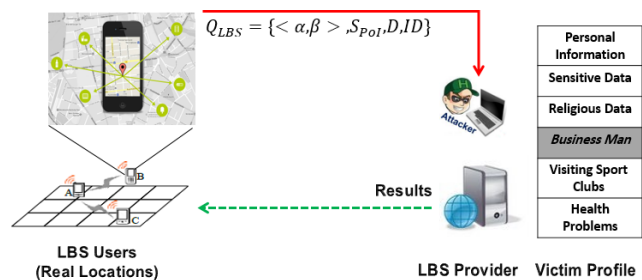 Q_LBS = {< α,β > ,S_PoI,D,ID}
Personal
Information
Sensitive Data
Religious Data
Business Man
Visiting Sport
Clubs
Health
Problems
H
Attacker
A
B
C
Results
LBS Users
(Real Locations)
LBS Provider
Victim Profile